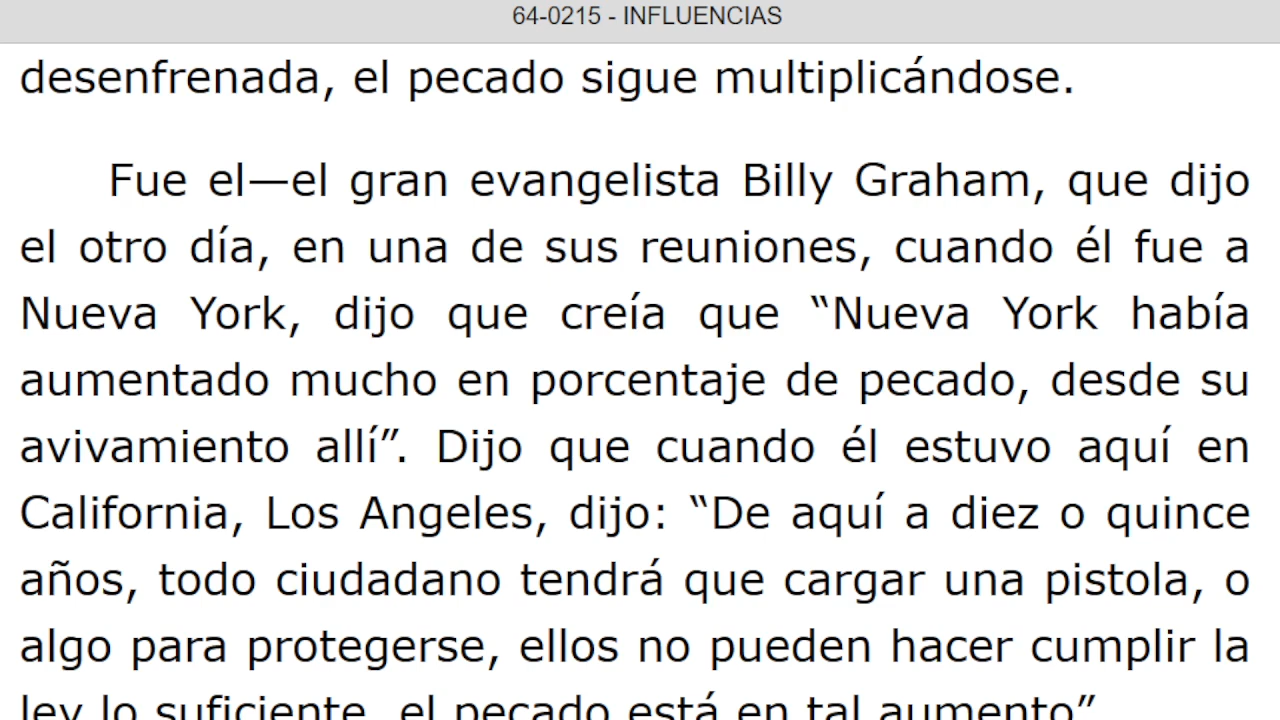 64-0215 - INFLUENCIAS
desenfrenada, el pecado sigue multiplicándose.
Fue el—el gran evangelista Billy Graham, que dijo
el otro día, en una de sus reuniones, cuando él fue a
Nueva York, dijo que creía que “Nueva York había
aumentado mucho en porcentaje de pecado, desde su
avivamiento allí”. Dijo que cuando él estuvo aquí en
California, Los Angeles, dijo: “De aquí a diez o quince
años, todo ciudadano tendrá que cargar una pistola, o
algo para protegerse, ellos no pueden hacer cumplir la
ley lo suficiente, el pecado está en tal aumento”